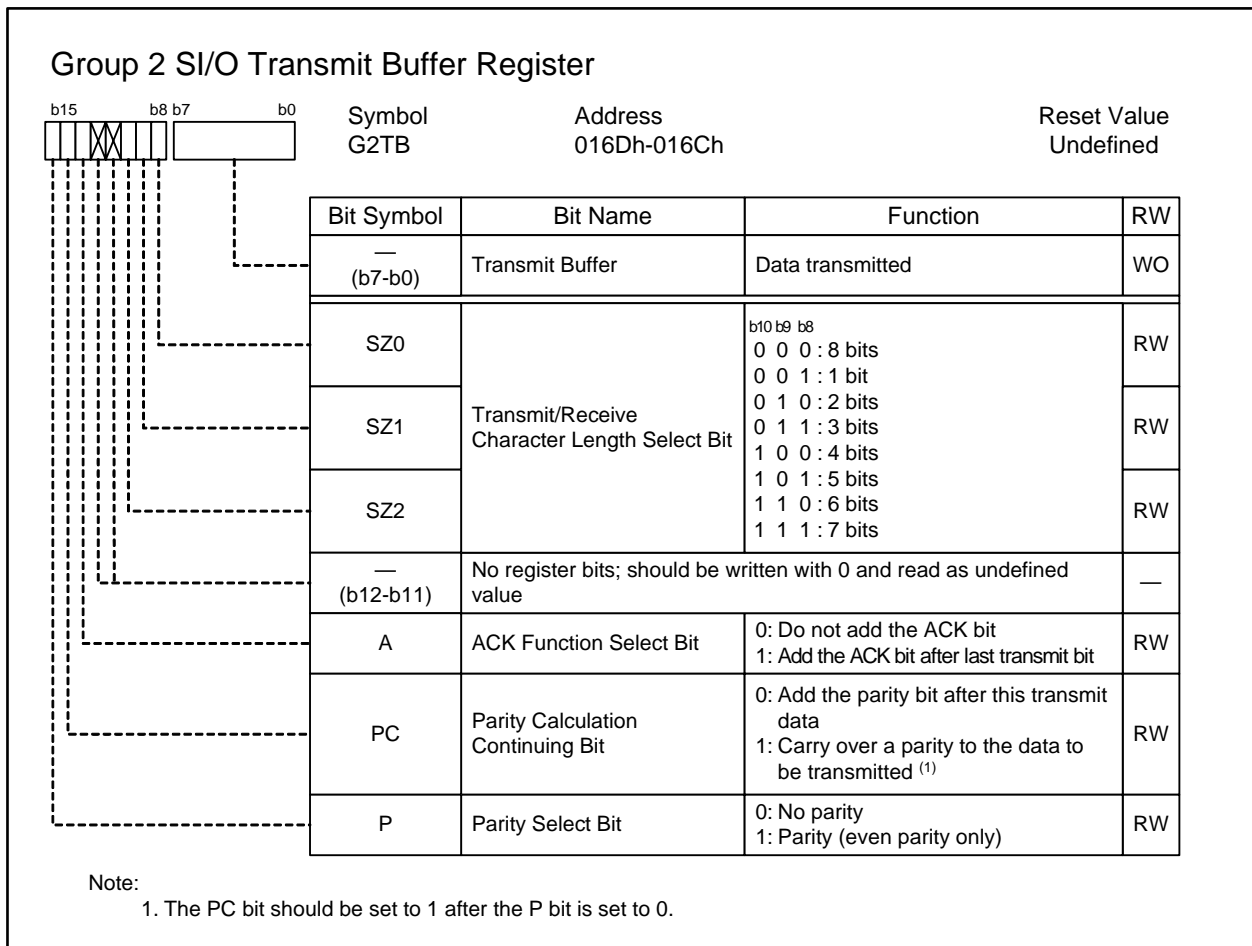 Group 2 SI/O Transmit Buffer Register
b15 b8 b7 b0
Symbol Address Reset Value
G2TB 016Dh-016Ch Undefined
Bit Symbol Bit Name Function RW
—
(b7-b0) Transmit Buffer Data transmitted WO
SZ0 RW
SZ1 RW
SZ2 RW
Transmit/Receive
Character Length Select Bit
b10 b9 b8
0 0 0 : 8 bits
0 0 1 : 1 bit
0 1 0 : 2 bits
0 1 1 : 3 bits
1 0 0 : 4 bits
1 0 1 : 5 bits
1 1 0 : 6 bits
1 1 1 : 7 bits
—
(b12-b11)
No register bits; should be written with 0 and read as undefined
value
—
A ACK Function Select Bit
0: Do not add the ACK bit
1: Add the ACK bit after last transmit bit
RW
PC
Parity Calculation
Continuing Bit
0: Add the parity bit after this transmit
data
1: Carry over a parity to the data to
be transmitted (1)
RW
P Parity Select Bit
0: No parity
1: Parity (even parity only)
RW
Note:
1. The PC bit should be set to 1 after the P bit is set to 0.